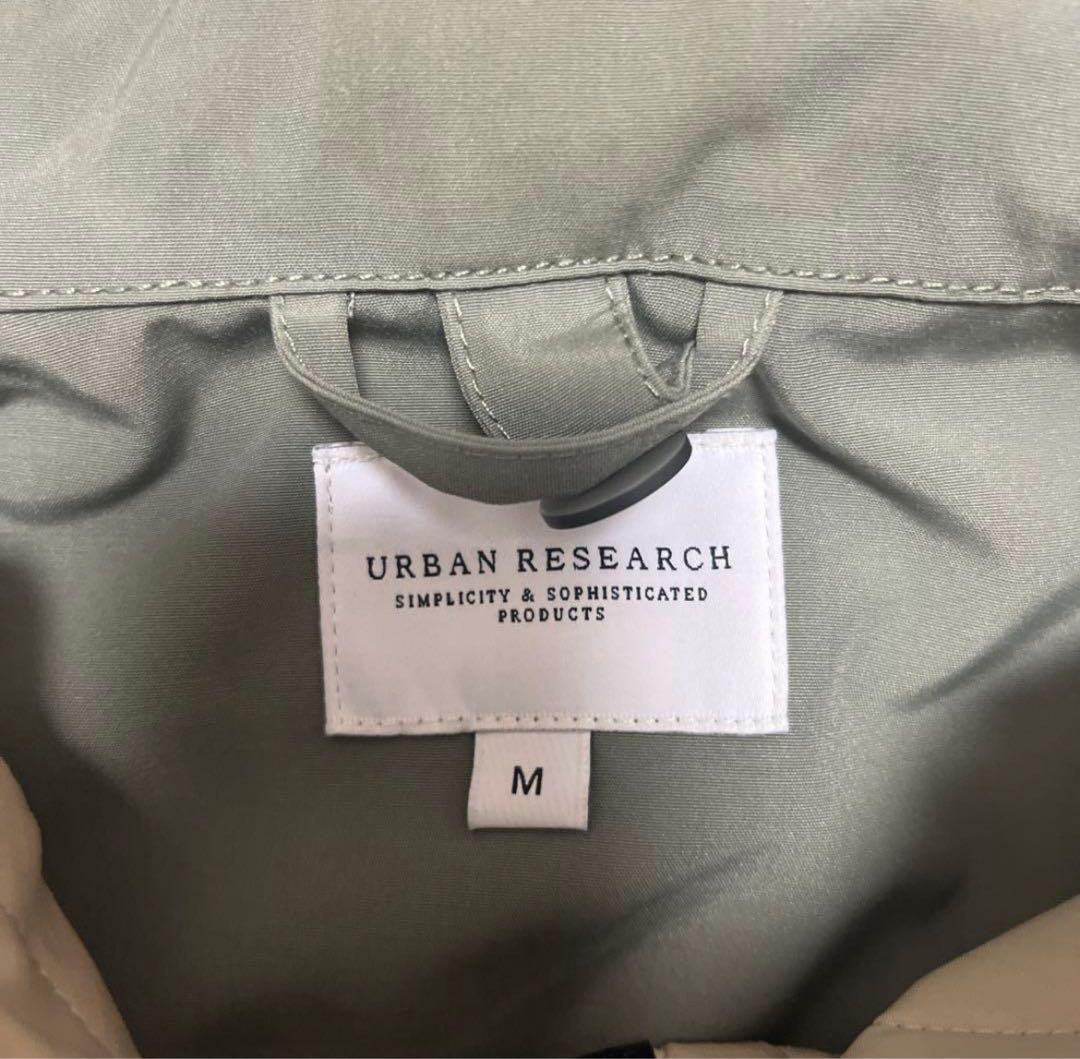 URBAN RESEARCH
SIMPLICITY & SOPHISTICATED
PRODUCTS
M